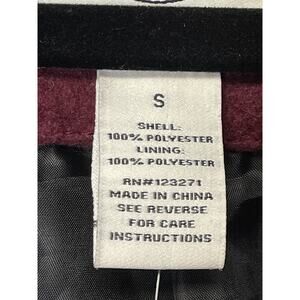 S
SHELL:
100% POLYESTER
LINING:
100% POLYESTER
RN#123271
MADE IN CHINA
SEE REVERSE
FOR CARE
INSTRUCTIONS